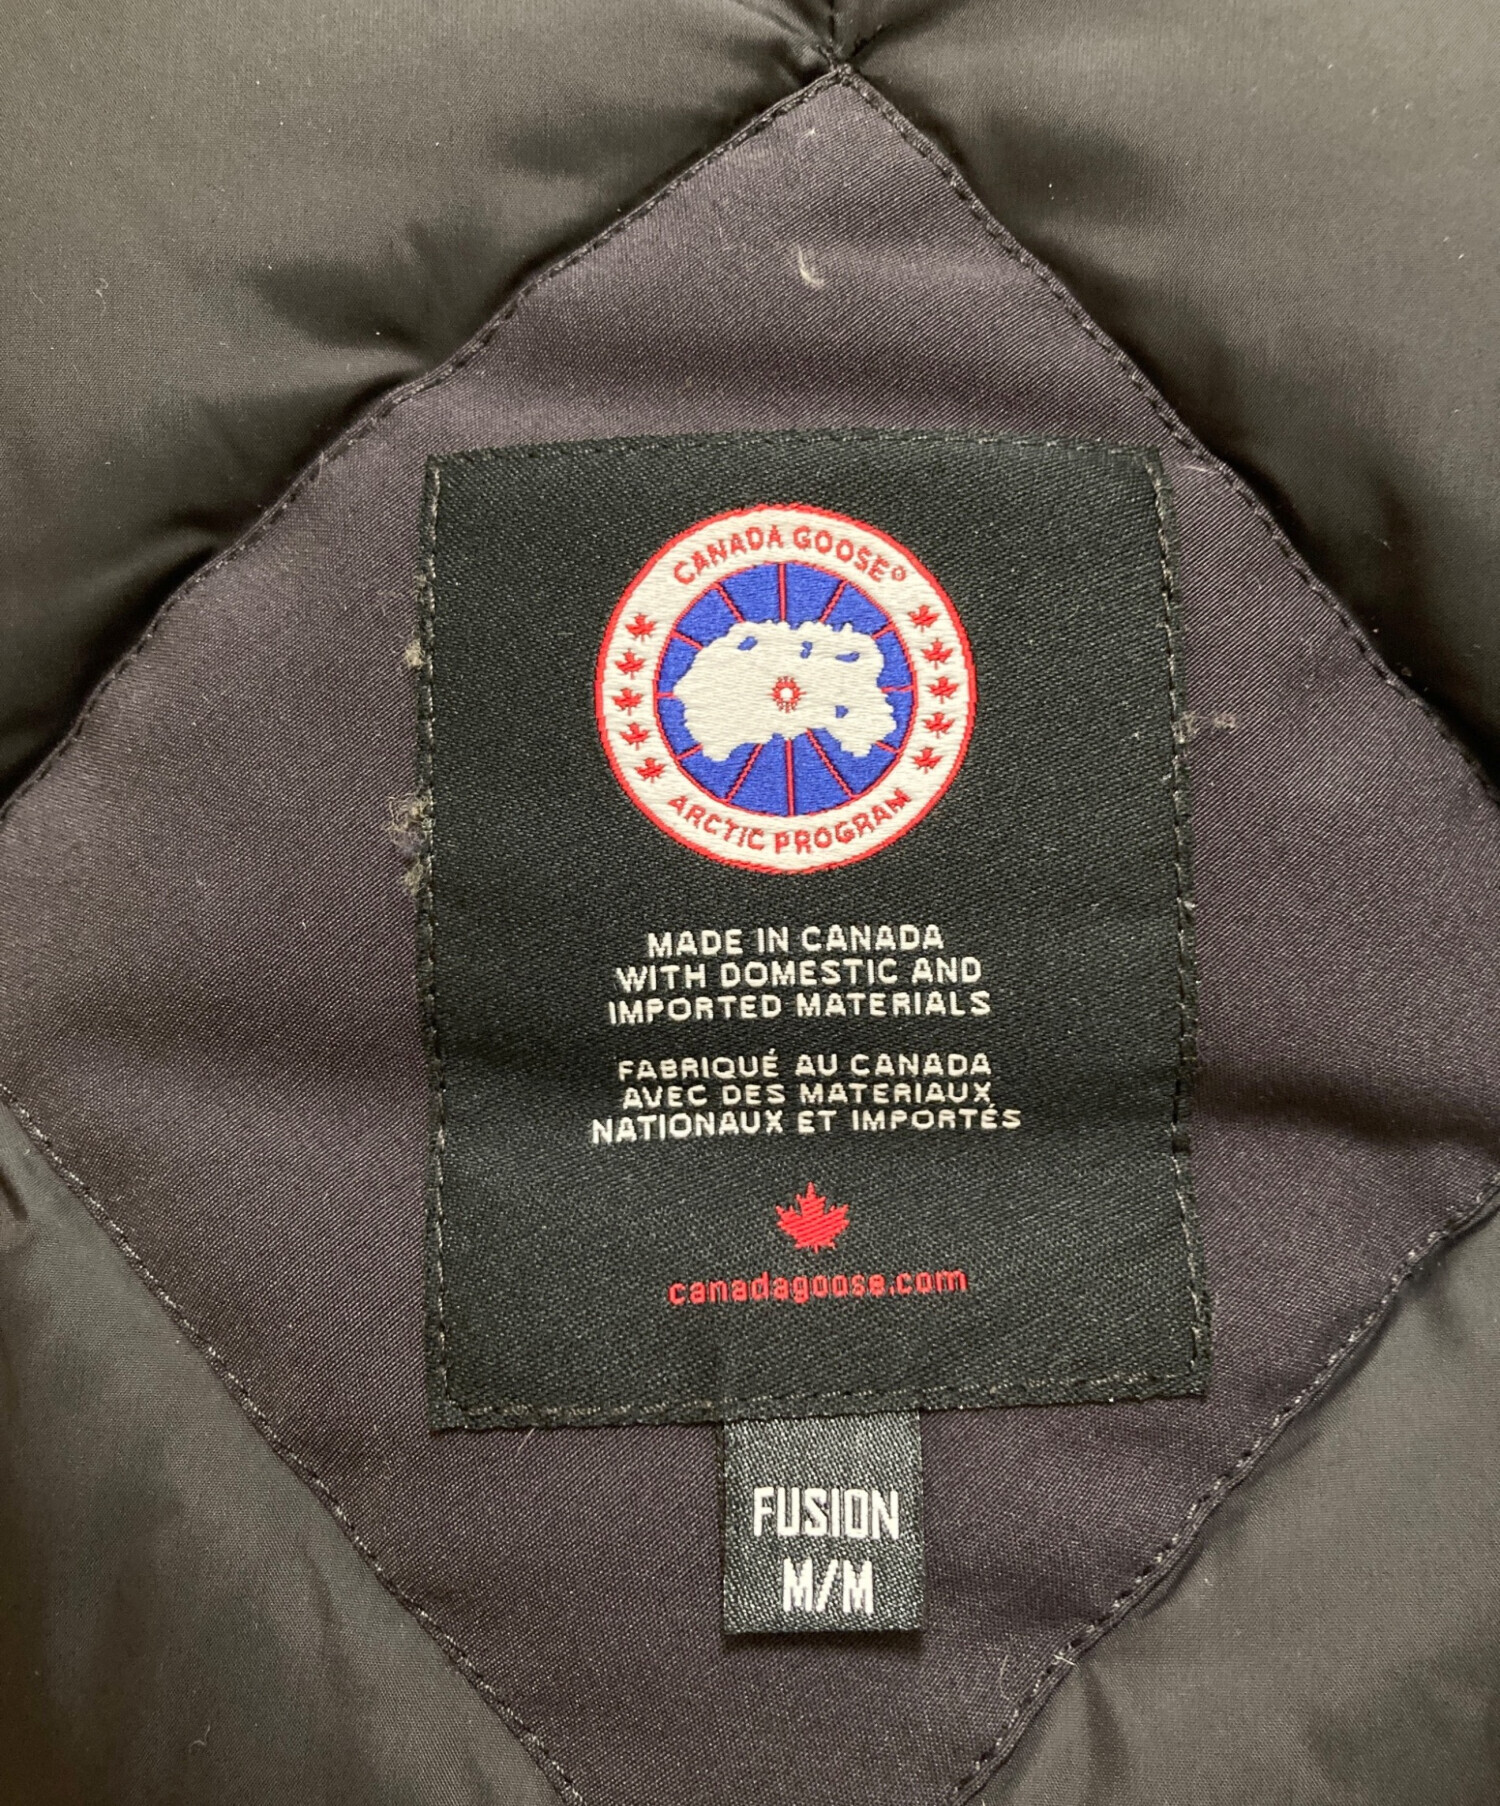 CANADA GOOSE®
ARCTIC PROGRAM
MADE IN CANADA
WITH DOMESTIC AND
IMPORTED MATERIALS
FABRIQUÉ AU CANADA
AVEC DES MATERIAUX
NATIONAUX ET IMPORTÉS
canadagoose.com
FUSION
M/M